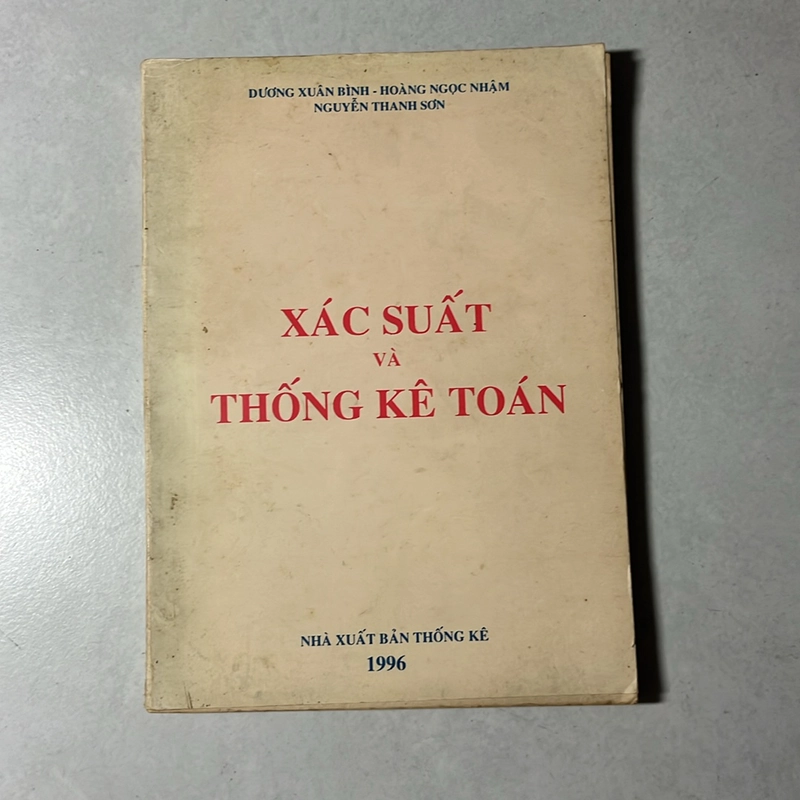 DƯƠNG XUÂN BÌNH - HOÀNG NGỌC NHẬM
NGUYỄN THANH SƠN
XÁC SUẤT
VÀ
THỐNG KÊ TOÁN
NHÀ XUẤT BẢN THỐNG KÊ
1996